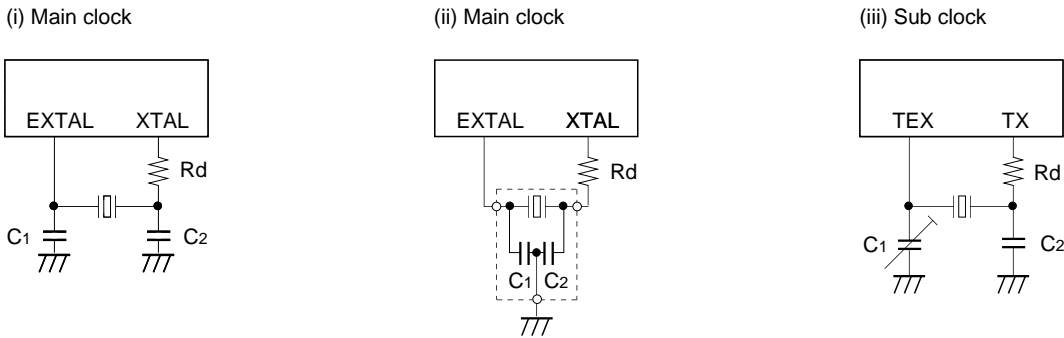 (i) Main clock
EXTAL XTAL
Rd
C1 C2
(ii) Main clock
EXTAL XTAL
Rd
C1 C2
(iii) Sub clock
TEX TX
Rd
C1 C2